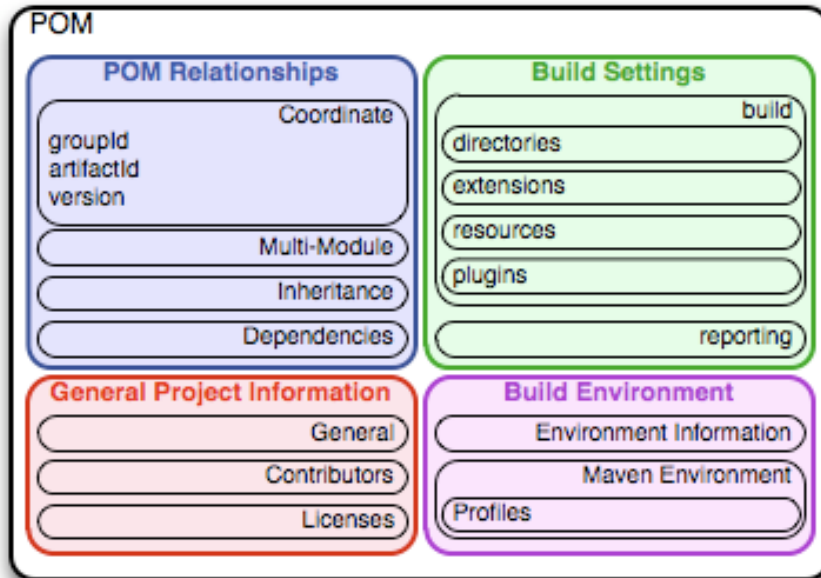 POM
POM Relationships
Coordinate
groupId
artifactId
version
Multi-Module
Inheritance
Dependencies
Build Settings
build
directories
extensions
resources
plugins
reporting
General Project Information
General
Contributors
Licenses
Build Environment
Environment Information
Maven Environment
Profiles